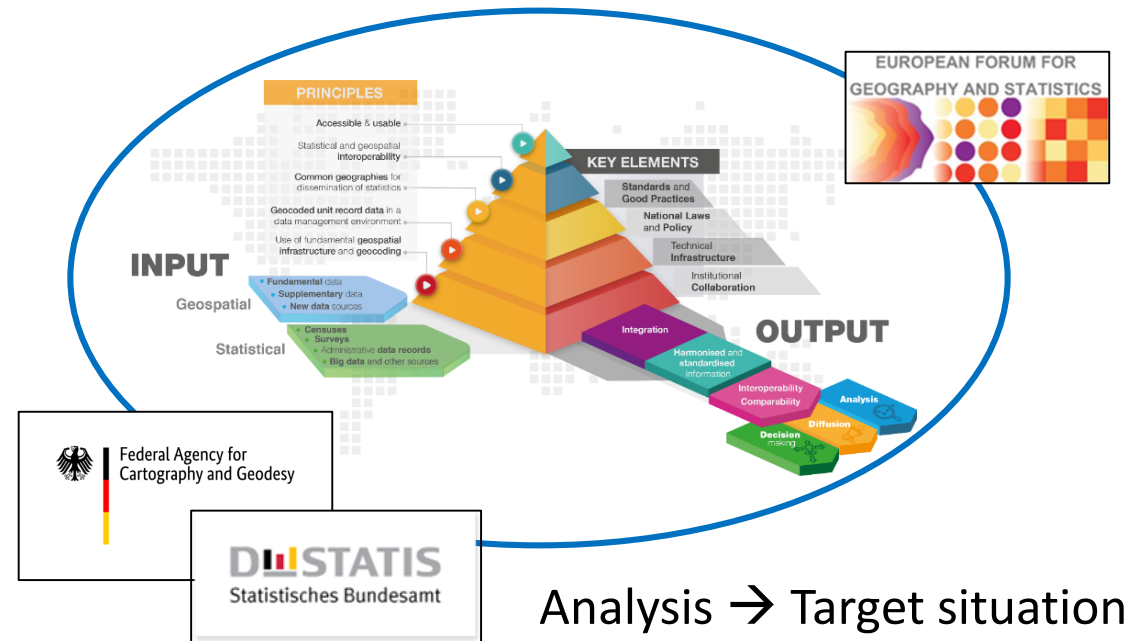 EUROPEAN FORUM FOR
GEOGRAPHY AND STATISTICS
PRINCIPLES
Accessible & usable
Statistical and geospatial
interoperability
Common geographies for
dissemination of statistics
Geocoded unit record data in a
data management environment
Use of fundamental geospatial
infrastructure and geocoding
KEY ELEMENTS
Standards and
Good Practices
National Laws
and Policy
Technical
Infrastructure
Institutional
Collaboration
INPUT
Geospatial
• Fundamental data
• Supplementary data
• New data sources
Statistical
• Censuses
• Surveys
• Administrative data records
• Big data and other sources
OUTPUT
Integration
Harmonised and
standardised
information
Interoperability
Comparability
Analysis
Diffusion
Decision
making
Federal Agency for
Cartography and Geodesy
DESTATIS
Statistisches Bundesamt
Analysis → Target situation